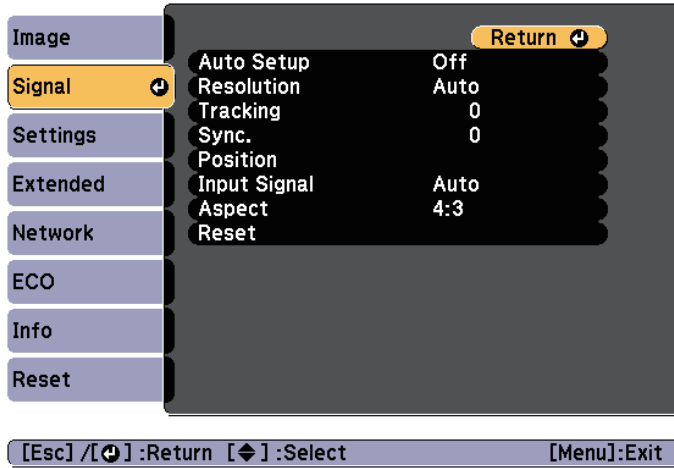 Image
Signal
Settings
Extended
Network
ECO
Info
Reset
Return
Auto Setup Off
Resolution Auto
Tracking 0
Sync. 0
Position
Input Signal Auto
Aspect 4:3
Reset
[Esc] /[⏎] :Return [◆] :Select [Menu]:Exit